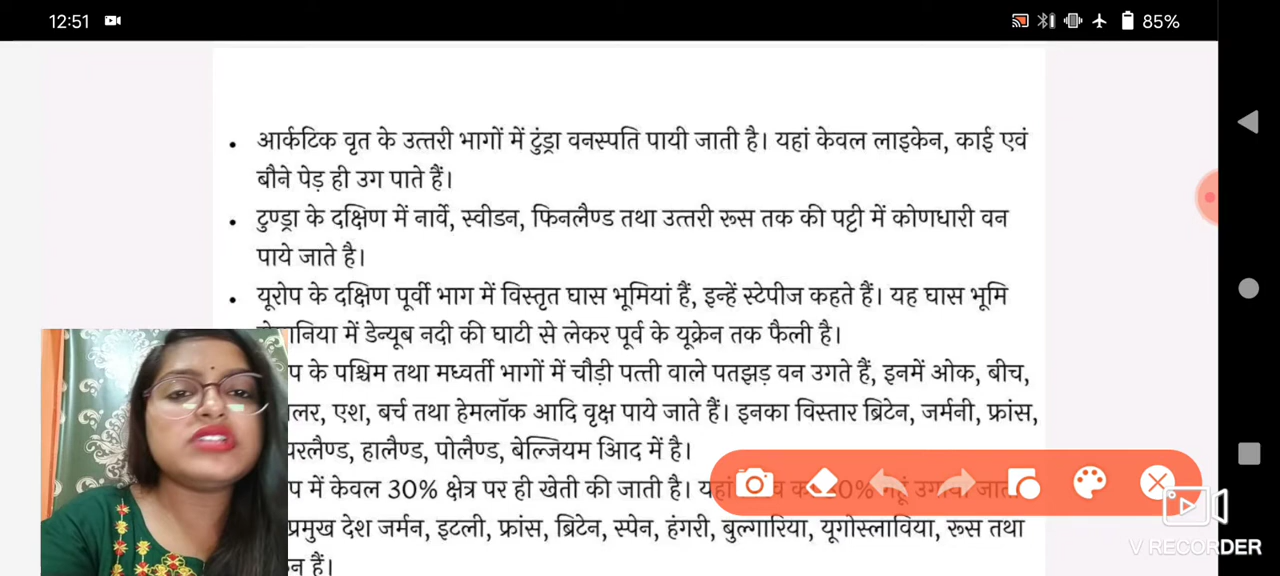 12:51
85%
आर्कटिक वृत के उत्तरी भागों में टुंड्रा वनस्पति पायी जाती है। यहां केवल लाइकेन, काई एवं
बौने पेड़ ही उग पाते हैं।
टुण्ड्रा के दक्षिण में नार्वे, स्वीडन, फिनलैण्ड तथा उत्तरी रूस तक की पट्टी में कोणधारी वन
पाये जाते है।
यूरोप के दक्षिण पूर्वी भाग में विस्तृत घास भूमियां हैं, इन्हें स्टेपीज कहते हैं। यह घास भूमि
में डेन्यूब नदी की घाटी से लेकर पूर्व के यूक्रेन तक फैली है।
के पश्चिम तथा मध्वर्ती भागों में चौड़ी पत्ती वाले पतझड़ वन उगते हैं, इनमें ओक, बीच,
एश, बर्च तथा हेमलॉक आदि वृक्ष पाये जाते हैं। इनका विस्तार ब्रिटेन, जर्मनी, फ्रांस,
हालैण्ड, पोलैण्ड, बेल्जियम आिद में है।
में केवल 30% क्षेत्र पर ही खेती की जाती है।
प्रमुख देश जर्मन, इटली, फ्रांस, ब्रिटेन, स्पेन, हंगरी, बुल्गारिया, यूगोस्लाविया, रूस तथा
हैं।
V RECORDER